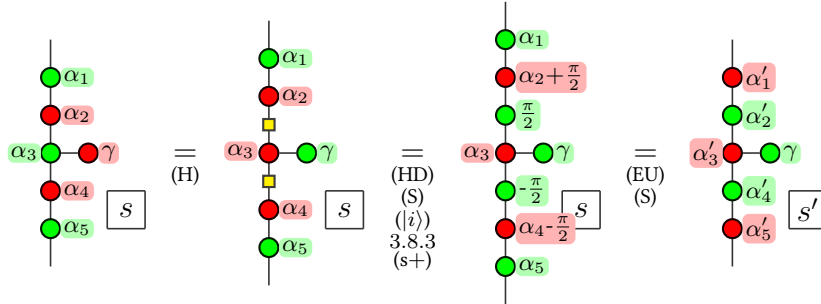 α₁
α₂
α₃ γ
α₄
α₅ s
=
(H)
α₁
α₂
α₃ γ
α₄ s
α₅
=
(HD)
(S)
(|i⟩)
3.8.3
(s+)
α₁
α₂+π/2
π/2
α₃ γ
-π/2
α₄-π/2 s
α₅
=
(EU)
(S)
α′₁
α′₂
α′₃ γ
α′₄
α′₅ s′